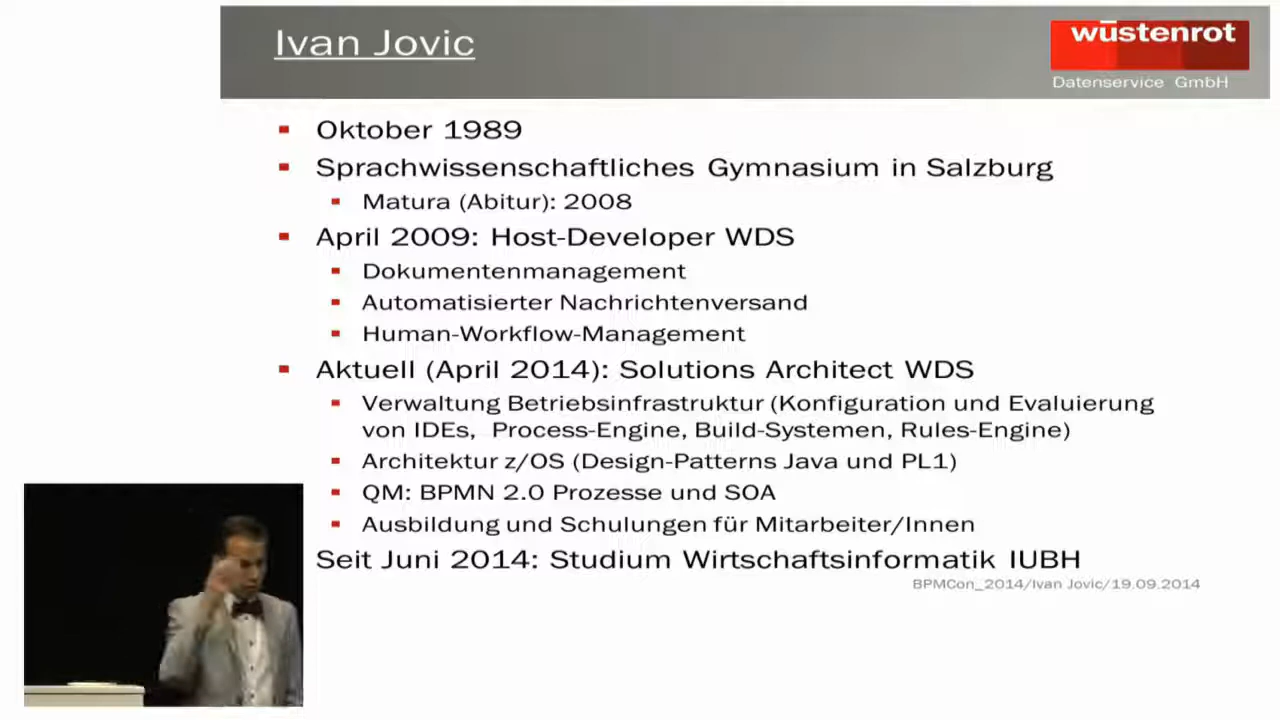 Ivan Jovic
wüstenrot
Datenservice GmbH
Oktober 1989
Sprachwissenschaftliches Gymnasium in Salzburg
Matura (Abitur): 2008
April 2009: Host-Developer WDS
Dokumentenmanagement
Automatisierter Nachrichtenversand
Human-Workflow-Management
Aktuell (April 2014): Solutions Architect WDS
Verwaltung Betriebsinfrastruktur (Konfiguration und Evaluierung
von IDEs, Process-Engine, Build-Systemen, Rules-Engine)
Architektur z/OS (Design-Patterns Java und PL1)
QM: BPMN 2.0 Prozesse und SOA
Ausbildung und Schulungen für Mitarbeiter/Innen
Seit Juni 2014: Studium Wirtschaftsinformatik IUBH
BPMCon_2014/Ivan Jovic/19.09.2014